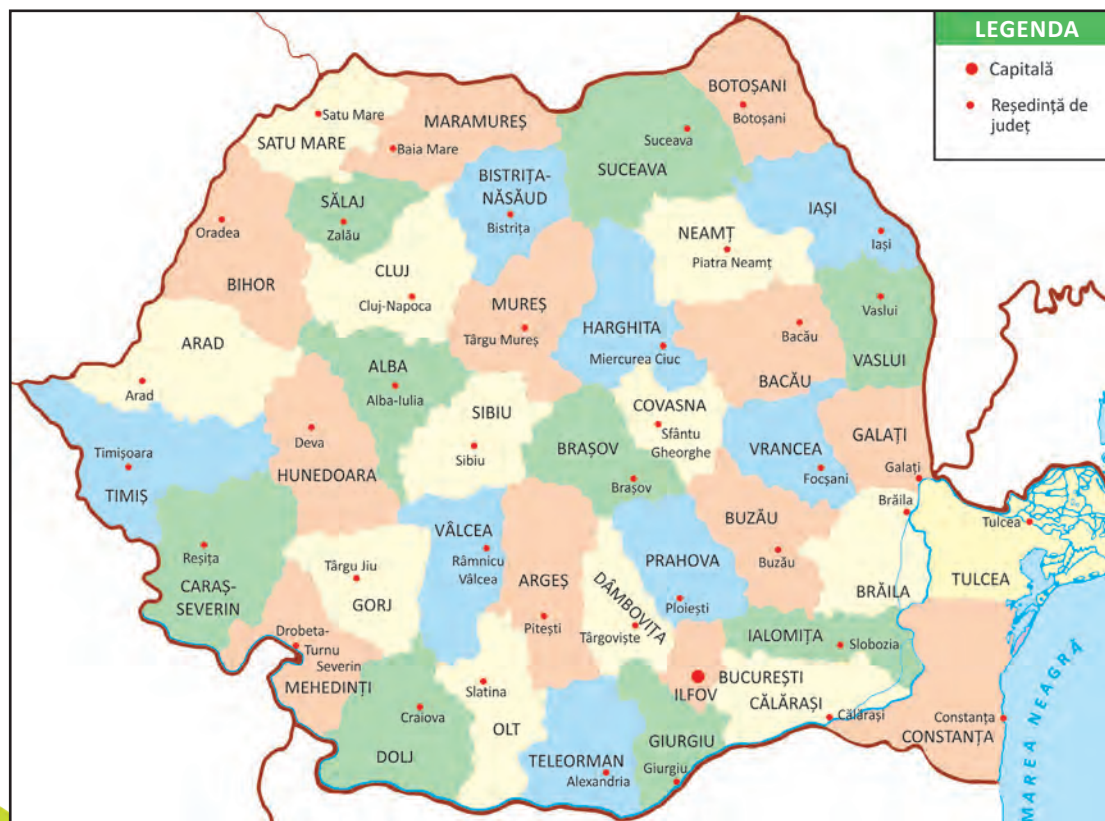 LEGENDA
Capitală
Reședință de
județ
BOTOȘANI
Botoșani
Satu Mare
SATU MARE
MARAMUREȘ
Baia Mare
Suceava
SUCEAVA
BISTRIȚA-
NĂSĂUD
Bistrița
SĂLAJ
Zalău
IAȘI
Iași
Oradea
BIHOR
NEAMȚ
Piatra Neamț
CLUJ
Cluj-Napoca
MUREȘ
Târgu Mureș
HARGHITA
Miercurea Ciuc
Bacău
BACĂU
Vaslui
VASLUI
ARAD
Arad
ALBA
Alba-Iulia
SIBIU
Sibiu
COVASNA
Sfântu
Gheorghe
BRAȘOV
Brașov
VRANCEA
Focșani
GALAȚI
Galați
Deva
HUNEDOARA
Timișoara
TIMIȘ
Brăila
BRĂILA
Tulcea
TULCEA
BUZĂU
Buzău
Reșița
CARAȘ-
SEVERIN
Târgu Jiu
GORJ
VÂLCEA
Râmnicu
Vâlcea
ARGEȘ
Pitești
DÂMBOVIȚA
Târgoviște
PRAHOVA
Ploiești
IALOMIȚA
Slobozia
Drobeta-
Turnu
Severin
MEHEDINȚI
Slatina
OLT
Craiova
DOLJ
BUCUREȘTI
ILFOV
CĂLĂRAȘI
Călărași
Constanța
CONSTANȚA
GIURGIU
Giurgiu
TELEORMAN
Alexandria
MAREA NEAGRĂ